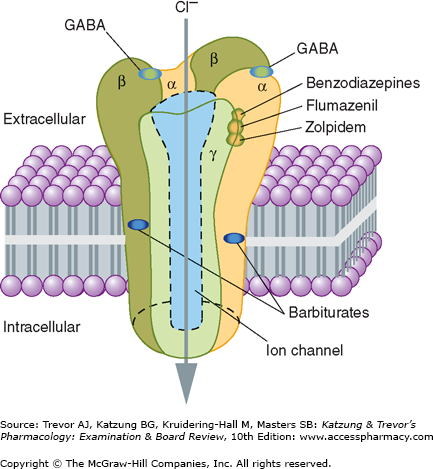 Cl⁻
GABA
GABA
β
α
β
α
Benzodiazepines
Flumazenil
Zolpidem
Extracellular
γ
Barbiturates
Intracellular
Ion channel
Source: Trevor AJ, Katzung BG, Kruidering-Hall M, Masters SB: Katzung & Trevor's
Pharmacology: Examination & Board Review, 10th Edition: www.accesspharmacy.com
Copyright © The McGraw-Hill Companies, Inc. All rights reserved.